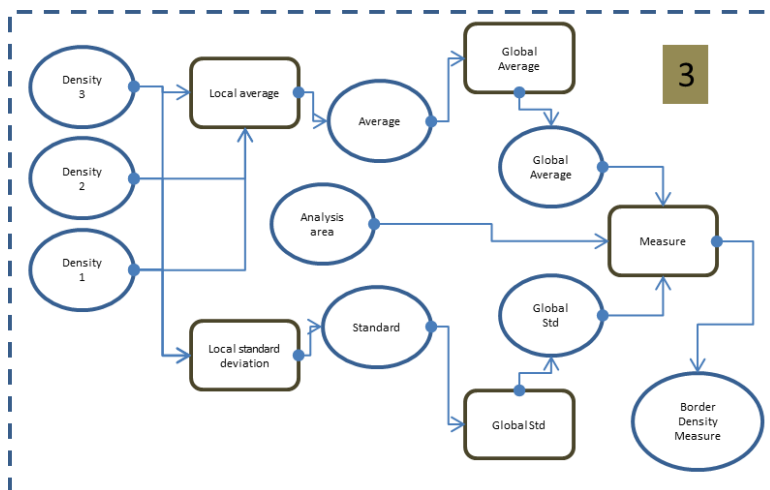 Density
3
Local average
Average
Global
Average
3
Density
2
Global
Average
Analysis
area
Measure
Density
1
Local standard
deviation
Standard
Global
Std
Global Std
Border
Density
Measure